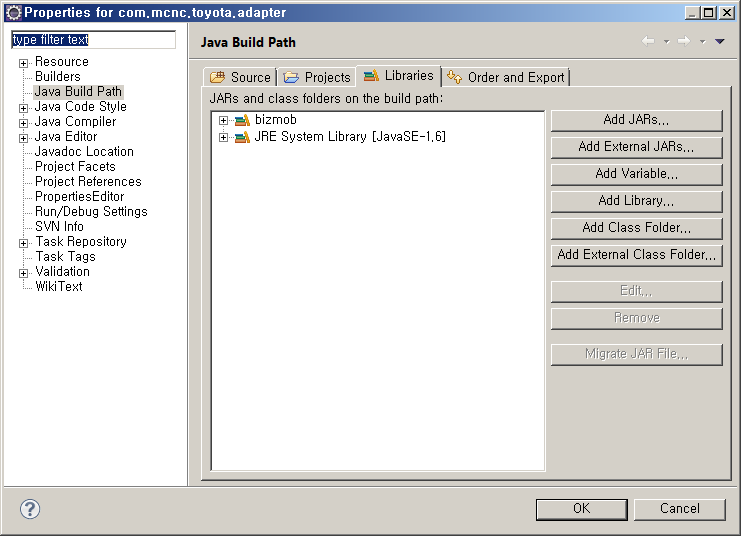 Properties for com.mcnc.toyota.adapter
type filter text
Resource
Builders
Java Build Path
Java Code Style
Java Compiler
Java Editor
Javadoc Location
Project Facets
Project References
PropertiesEditor
Run/Debug Settings
SVN Info
Task Repository
Task Tags
Validation
WikiText
Java Build Path
Source
Projects
Libraries
Order and Export
JARs and class folders on the build path:
bizmob
JRE System Library [JavaSE-1.6]
Add JARs...
Add External JARs...
Add Variable...
Add Library...
Add Class Folder...
Add External Class Folder...
Edit...
Remove
Migrate JAR File...
?
OK
Cancel